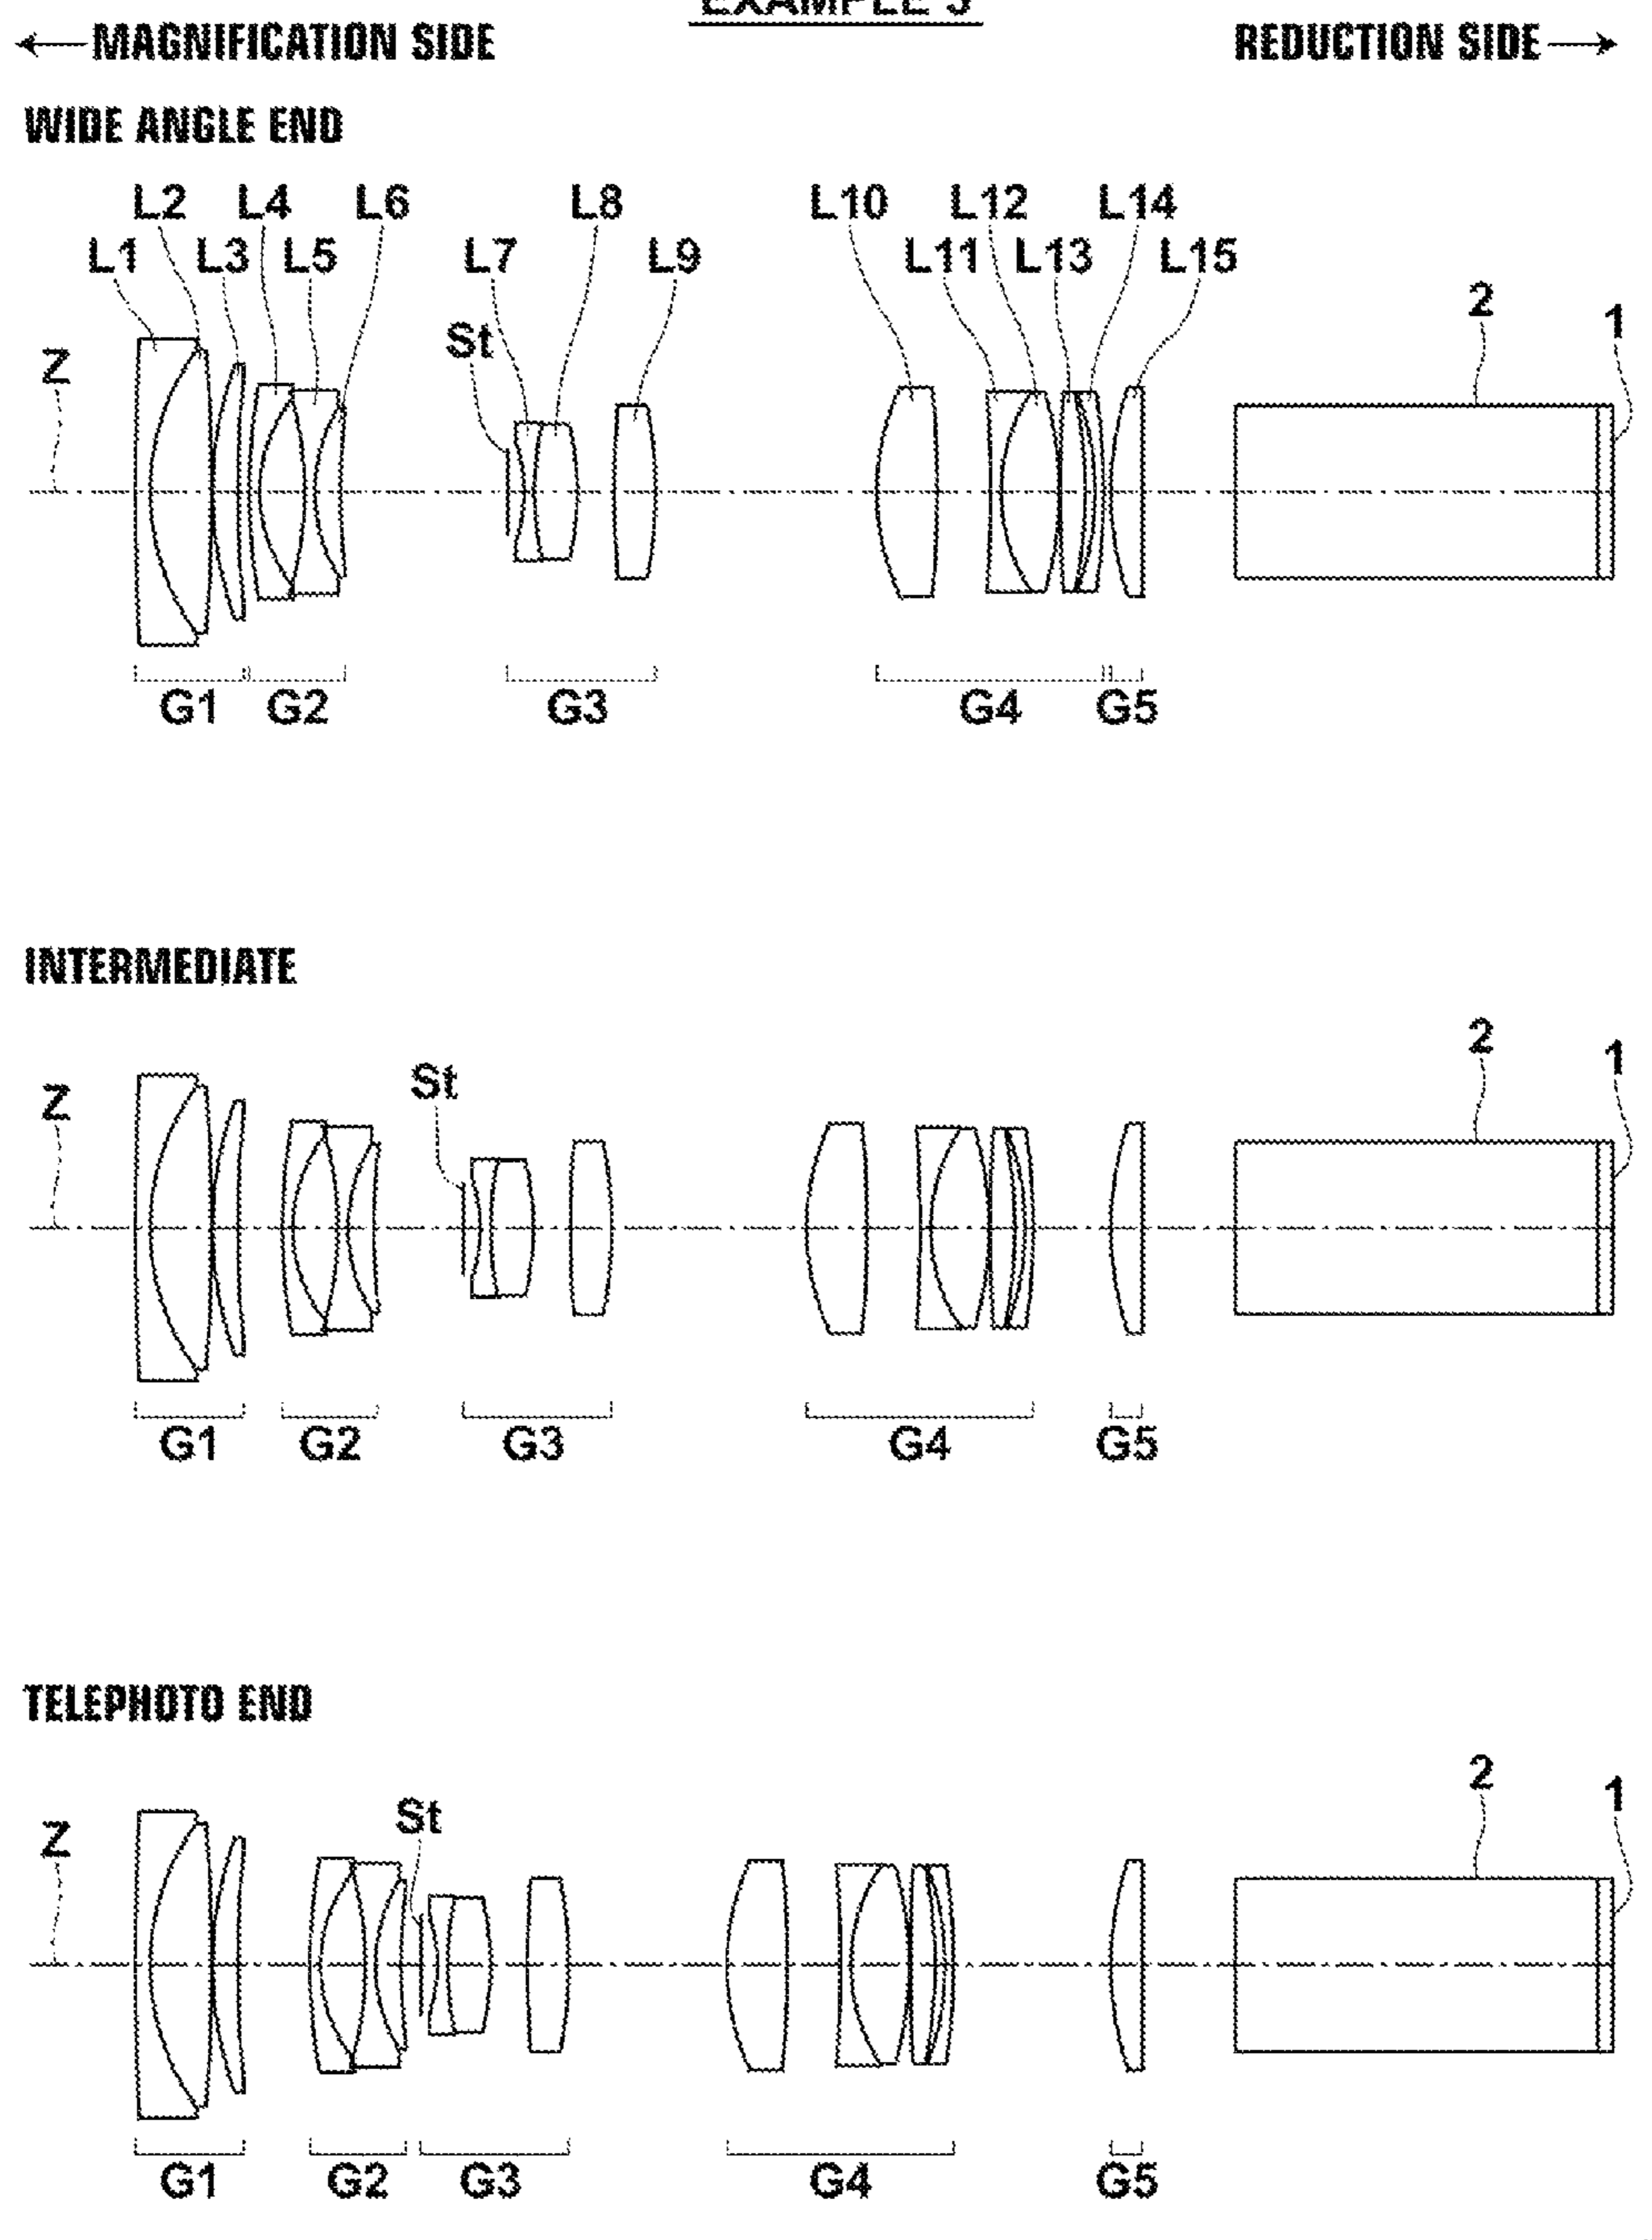 EXAMPLE
MAGNIFICATION SIDE
REDUCTION SIDE
WIDE ANGLE END
L2 L4 L6 L8 L10 L12 L14
L1 L3 L5 L7 L9 L11 L13 L15
St
2
1
Z
G1 G2 G3 G4 G5
INTERMEDIATE
2
1
St
Z
G1 G2 G3 G4 G5
TELEPHOTO END
2
1
St
Z
G1 G2 G3 G4 G5